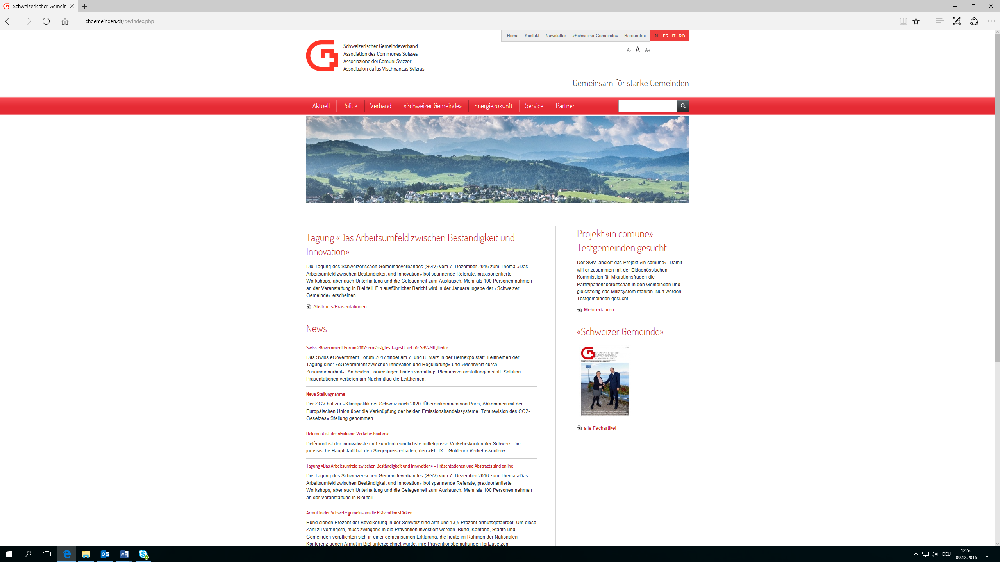 Schweizerischer Gemeir
chgemeinden.ch/de/index.php
Home Kontakt Newsletter «Schweizer Gemeinde» Barrierefrei DE FR IT RG
A- A A+
Schweizerischer Gemeindeverband
Association des Communes Suisses
Associazione dei Comuni Svizzeri
Associaziun da las Vischnancas Svizras
Gemeinsam für starke Gemeinden
Aktuell Politik Verband «Schweizer Gemeinde» Energiezukunft Service Partner
Tagung «Das Arbeitsumfeld zwischen Beständigkeit und
Innovation»
Die Tagung des Schweizerischen Gemeindeverbandes (SGV) vom 7. Dezember 2016 zum Thema «Das
Arbeitsumfeld zwischen Beständigkeit und Innovation» bot spannende Referate, praxisorientierte
Workshops, aber auch Unterhaltung und die Gelegenheit zum Austausch. Mehr als 100 Personen nahmen
an der Veranstaltung in Biel teil. Ein ausführlicher Bericht wird in der Januarausgabe der «Schweizer
Gemeinde» erscheinen.
Abstracts/Präsentationen
News
Swiss eGovernment Forum 2017: ermässigtes Tagesticket für SGV-Mitglieder
Das Swiss eGovernment Forum 2017 findet am 7. und 8. März in der Bernexpo statt. Leitthemen der
Tagung sind: «eGovernment zwischen Innovation und Regulierung» und «Mehrwert durch
Zusammenarbeit«. An beiden Forumstagen finden vormittags Plenumsveranstaltungen statt. Solution-
Präsentationen vertiefen am Nachmittag die Leitthemen.
Neue Stellungnahme
Der SGV hat zur «Klimapolitik der Schweiz nach 2020: Übereinkommen von Paris, Abkommen mit der
Europäischen Union über die Verknüpfung der beiden Emissionshandelssysteme, Totalrevision des CO2-
Gesetzes» Stellung genommen.
Delémont ist der «Goldene Verkehrsknoten»
Delémont ist der innovativste und kundenfreundlichste mittelgrosse Verkehrsknoten der Schweiz. Die
jurassische Hauptstadt hat den Siegerpreis erhalten, den «FLUX – Goldener Verkehrsknoten».
Tagung «Das Arbeitsumfeld zwischen Beständigkeit und Innovation» – Präsentationen und Abstracts sind online
Die Tagung des Schweizerischen Gemeindeverbandes (SGV) vom 7. Dezember 2016 zum Thema «Das
Arbeitsumfeld zwischen Beständigkeit und Innovation» bot spannende Referate, praxisorientierte
Workshops, aber auch Unterhaltung und die Gelegenheit zum Austausch. Mehr als 100 Personen nahmen
an der Veranstaltung in Biel teil.
Armut in der Schweiz: gemeinsam die Prävention stärken
Rund sieben Prozent der Bevölkerung in der Schweiz sind arm und 13,5 Prozent armutsgefährdet. Um diese
Zahl zu verringern, muss zwingend in die Prävention investiert werden. Bund, Kantone, Städte und
Gemeinden verpflichten sich in einer gemeinsamen Erklärung, die heute im Rahmen der Nationalen
Konferenz gegen Armut in Biel unterzeichnet wurde, ihre Präventionsbemühungen fortzusetzen.
Projekt «in comune» –
Testgemeinden gesucht
Der SGV lanciert das Projekt «in comune». Damit
will er zusammen mit der Eidgenössischen
Kommission für Migrationsfragen die
Partizipationsbereitschaft in den Gemeinden und
gleichzeitig das Milizsystem stärken. Nun werden
Testgemeinden gesucht.
Mehr erfahren
«Schweizer Gemeinde»
SCHWEIZER GEMEINDE
COMUNE SVIZZERO
VISCHNANCA SVIZRA
COMMUNE SUISSE
alle Fachartikel
DEU
12:56
09.12.2016